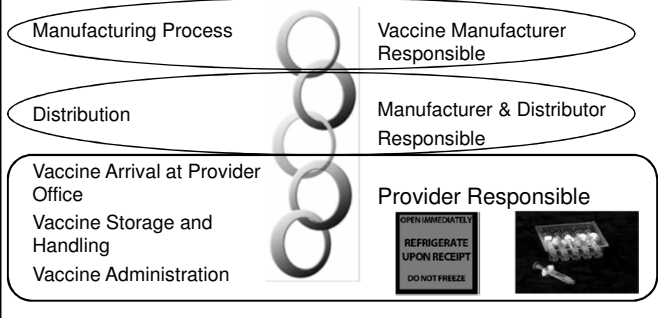 Manufacturing Process
Vaccine Manufacturer
Responsible
Distribution
Manufacturer & Distributor
Responsible
Vaccine Arrival at Provider
Office
Vaccine Storage and
Handling
Vaccine Administration
Provider Responsible
OPEN IMMEDIATELY
REFRIGERATE
UPON RECEIPT
DO NOT FREEZE